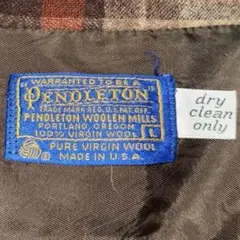 "WARRANTED TO BE A"
"PENDLETON"
TRADE MARK REG. U.S. PAT. OFF.
PENDLETON WOOLEN MILLS
PORTLAND, OREGON
100% VIRGIN WOOL
L
PURE VIRGIN WOOL
MADE IN U.S.A.
dry
clean
only